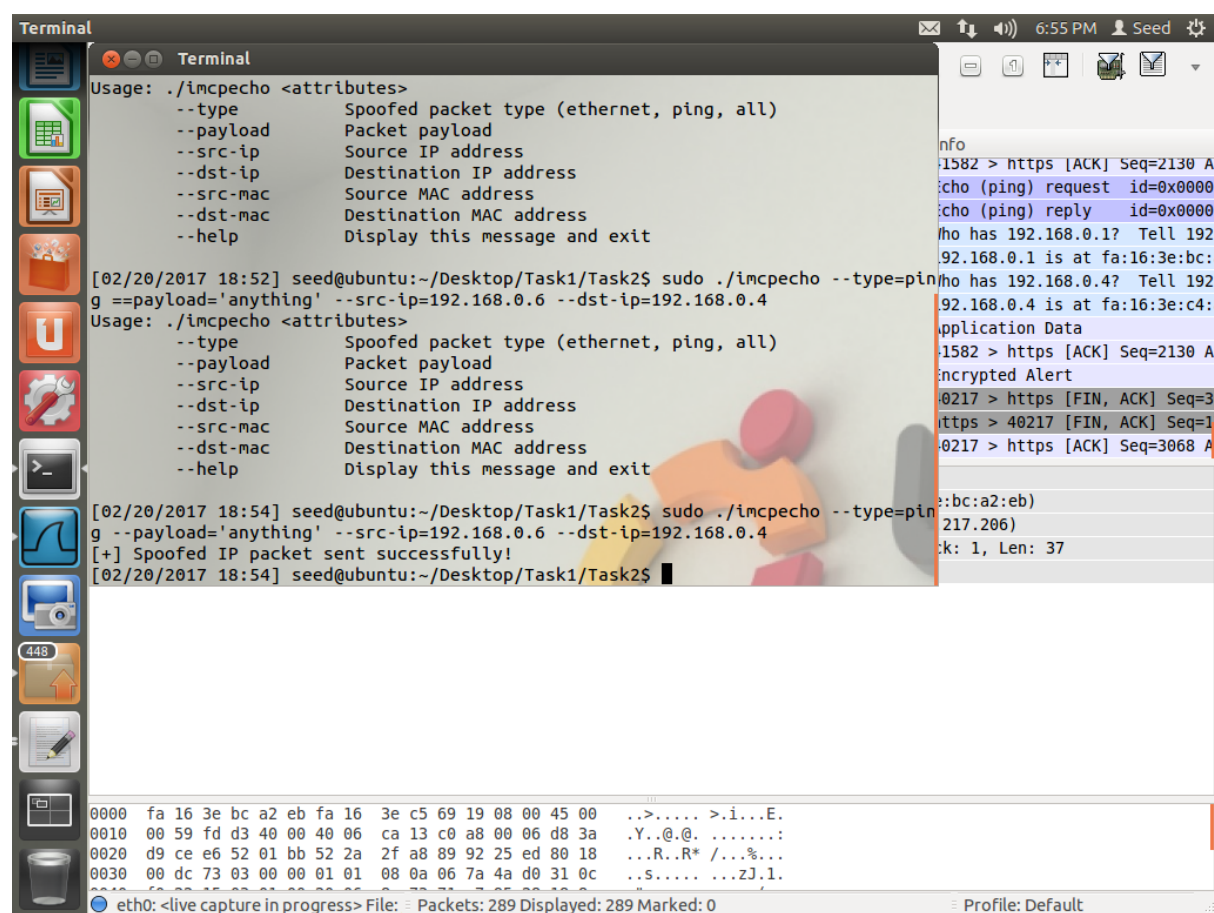 Terminal
6:55 PM Seed
Terminal
Usage: ./imcpecho <attributes>
--type Spoofed packet type (ethernet, ping, all)
--payload Packet payload
--src-ip Source IP address
--dst-ip Destination IP address
--src-mac Source MAC address
--dst-mac Destination MAC address
--help Display this message and exit
[02/20/2017 18:52] seed@ubuntu:~/Desktop/Task1/Task2$ sudo ./imcpecho --type=pin
g ==payload='anything' --src-ip=192.168.0.6 --dst-ip=192.168.0.4
Usage: ./imcpecho <attributes>
--type Spoofed packet type (ethernet, ping, all)
--payload Packet payload
--src-ip Source IP address
--dst-ip Destination IP address
--src-mac Source MAC address
--dst-mac Destination MAC address
--help Display this message and exit
[02/20/2017 18:54] seed@ubuntu:~/Desktop/Task1/Task2$ sudo ./imcpecho --type=pin
g --payload='anything' --src-ip=192.168.0.6 --dst-ip=192.168.0.4
[+] Spoofed IP packet sent successfully!
[02/20/2017 18:54] seed@ubuntu:~/Desktop/Task1/Task2$
nfo
1582 > https [ACK] Seq=2130 A
cho (ping) request id=0x0000
cho (ping) reply id=0x0000
ho has 192.168.0.1? Tell 192
92.168.0.1 is at fa:16:3e:bc:
ho has 192.168.0.4? Tell 192
92.168.0.4 is at fa:16:3e:c4:
pplication Data
1582 > https [ACK] Seq=2130 A
ncrypted Alert
0217 > https [FIN, ACK] Seq=3
ttps > 40217 [FIN, ACK] Seq=1
0217 > https [ACK] Seq=3068 A
e:bc:a2:eb)
217.206)
ck: 1, Len: 37
448
0000 fa 16 3e bc a2 eb fa 16 3e c5 69 19 08 00 45 00 ..>..... >.i...E.
0010 00 59 fd d3 40 00 40 06 ca 13 c0 a8 00 06 d8 3a .Y..@.@. .......:
0020 d9 ce e6 52 01 bb 52 2a 2f a8 89 92 25 ed 80 18 ...R..R* /...%...
0030 00 dc 73 03 00 00 01 01 08 0a 06 7a 4a d0 31 0c ..s..... ...zJ.1.
eth0: <live capture in progress> File: Packets: 289 Displayed: 289 Marked: 0 Profile: Default